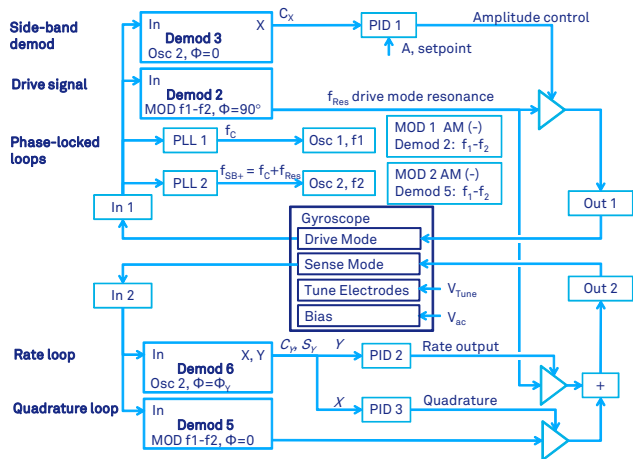 Side-band
demod
In
Demod 3
X
Osc 2, Φ=0
C_X
PID 1
Amplitude control
A, setpoint
Drive signal
In
Demod 2
MOD f1-f2, Φ=90°
f_Res drive mode resonance
Phase-locked
loops
PLL 1
f_C
Osc 1, f1
MOD 1 AM (-)
Demod 2: f_1-f_2
PLL 2
f_SB+ = f_C+f_Res
Osc 2, f2
MOD 2 AM (-)
Demod 5: f_1-f_2
In 1
Out 1
Gyroscope
Drive Mode
Sense Mode
Tune Electrodes
V_Tune
Bias
V_ac
In 2
Out 2
Rate loop
In
X, Y
Demod 6
Osc 2, Φ=Φ_Y
C_Y, S_Y
Y
PID 2
Rate output
+
Quadrature loop
In
Demod 5
MOD f1-f2, Φ=0
X
PID 3
Quadrature